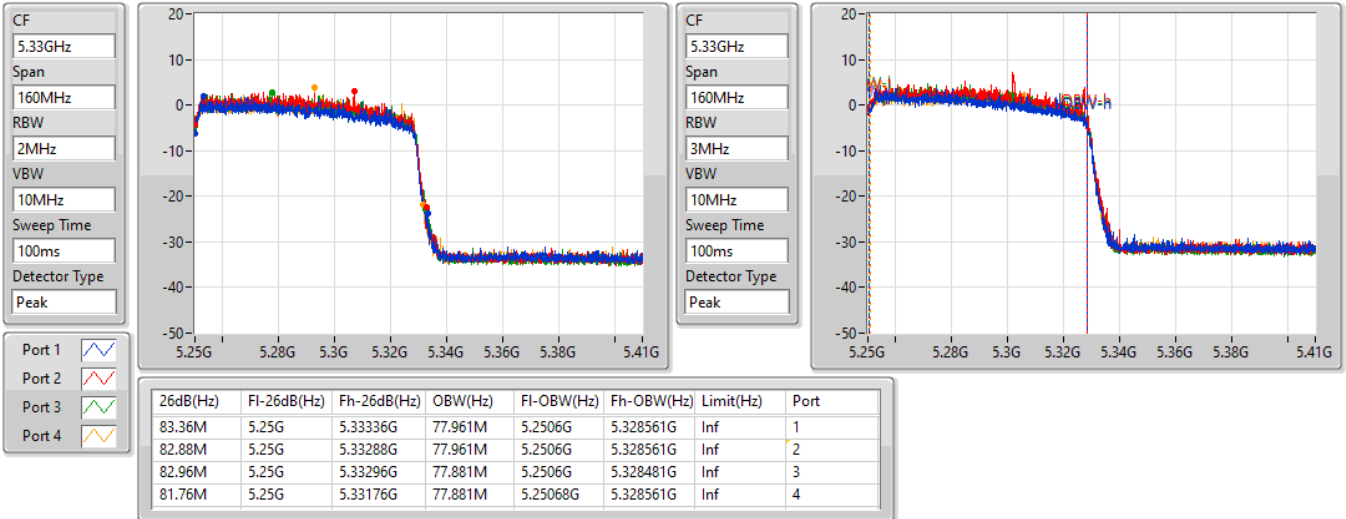 CF
5.33GHz
Span
160MHz
RBW
2MHz
VBW
10MHz
Sweep Time
100ms
Detector Type
Peak
20
10
0
-10
-20
-30
-40
-50
5.25G 5.28G 5.3G 5.32G 5.34G 5.36G 5.38G 5.41G
CF
5.33GHz
Span
160MHz
RBW
3MHz
VBW
10MHz
Sweep Time
100ms
Detector Type
Peak
20
10
0
-10
-20
-30
-40
-50
5.25G 5.28G 5.3G 5.32G 5.34G 5.36G 5.38G 5.41G
Port 1
Port 2
Port 3
Port 4
26dB(Hz) Fl-26dB(Hz) Fh-26dB(Hz) OBW(Hz) Fl-OBW(Hz) Fh-OBW(Hz) Limit(Hz) Port
83.36M 5.25G 5.33336G 77.961M 5.2506G 5.328561G Inf 1
82.88M 5.25G 5.33288G 77.961M 5.2506G 5.328561G Inf 2
82.96M 5.25G 5.33296G 77.881M 5.2506G 5.328481G Inf 3
81.76M 5.25G 5.33176G 77.881M 5.25068G 5.328561G Inf 4